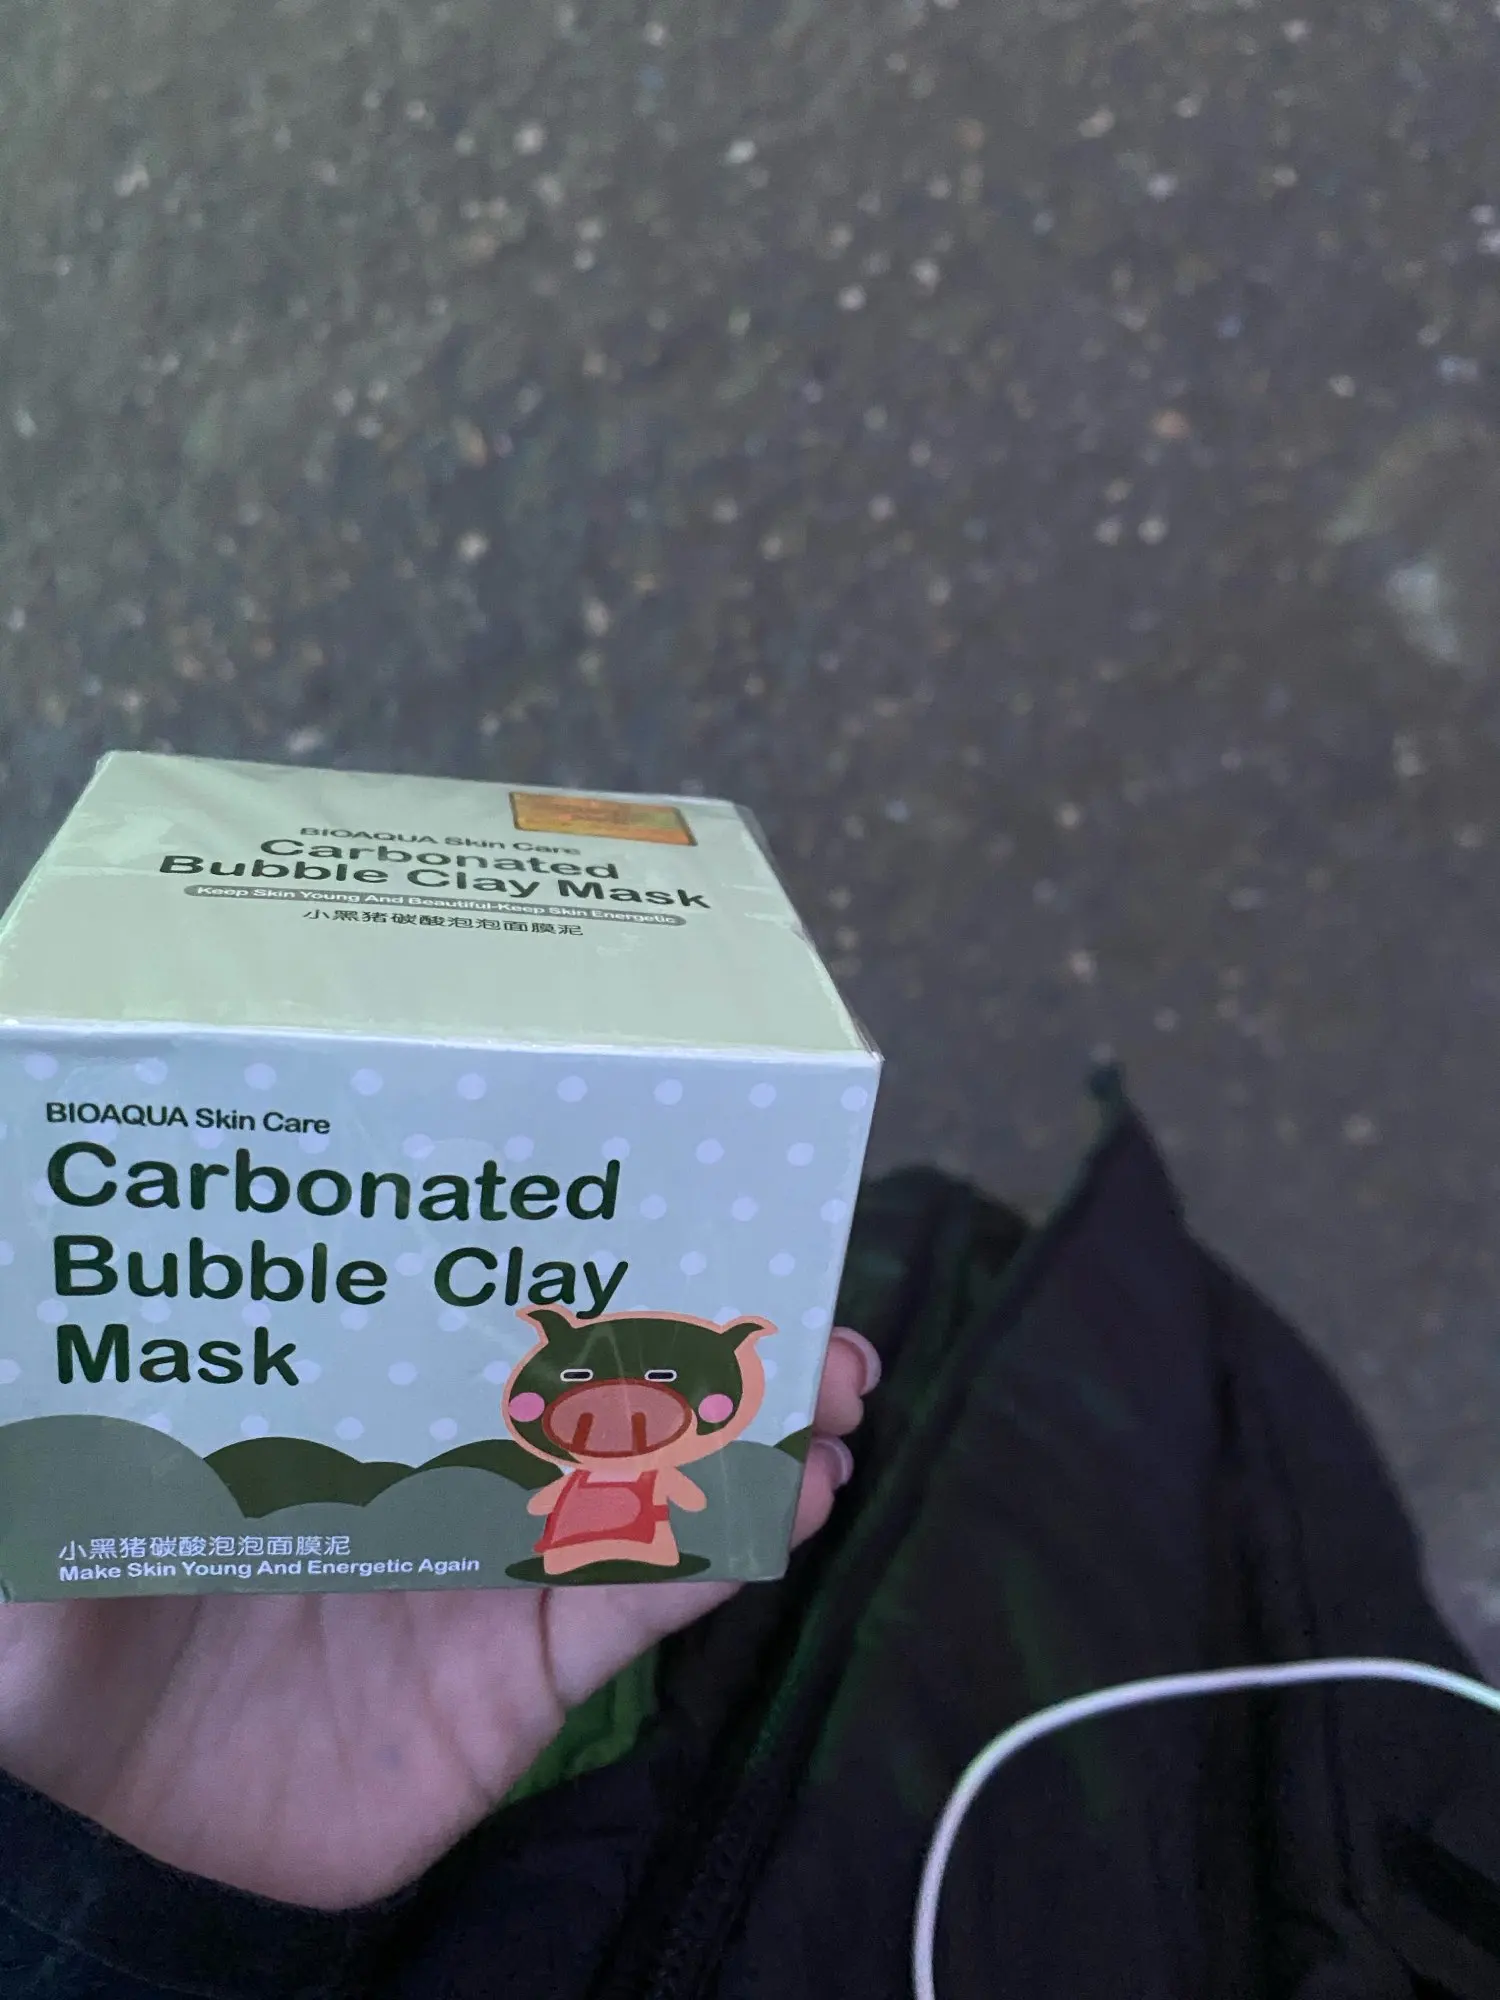 BIOAQUA Skin Care
Carbonated
Bubble Clay Mask
Keep Skin Young And Beautiful-Keep Skin Energetic
小黑猪碳酸泡泡面膜泥
BIOAQUA Skin Care
Carbonated
Bubble Clay
Mask
小黑猪碳酸泡泡面膜泥
Make Skin Young And Energetic Again